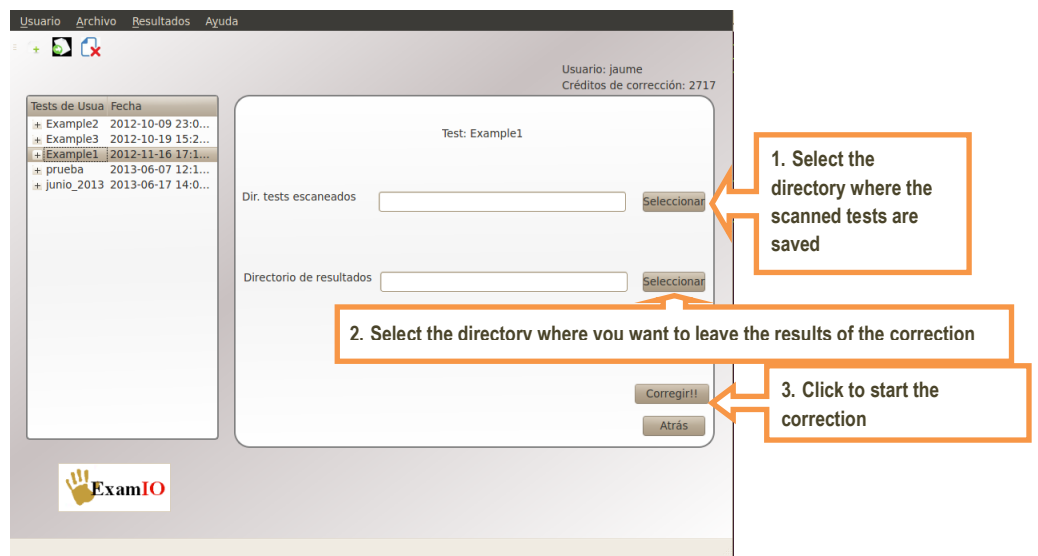 Usuario Archivo Resultados Ayuda
Usuario: jaume
Créditos de corrección: 2717
Tests de Usua Fecha
Example2 2012-10-09 23:0...
Example3 2012-10-19 15:2...
Example1 2012-11-16 17:1...
prueba 2013-06-07 12:1...
junio_2013 2013-06-17 14:0...
Test: Example1
Dir. tests escaneados
Seleccionar
Directorio de resultados
Seleccionar
Corregir!!
Atrás
1. Select the
directory where the
scanned tests are
saved
2. Select the directory where you want to leave the results of the correction
3. Click to start the
correction
ExamIO